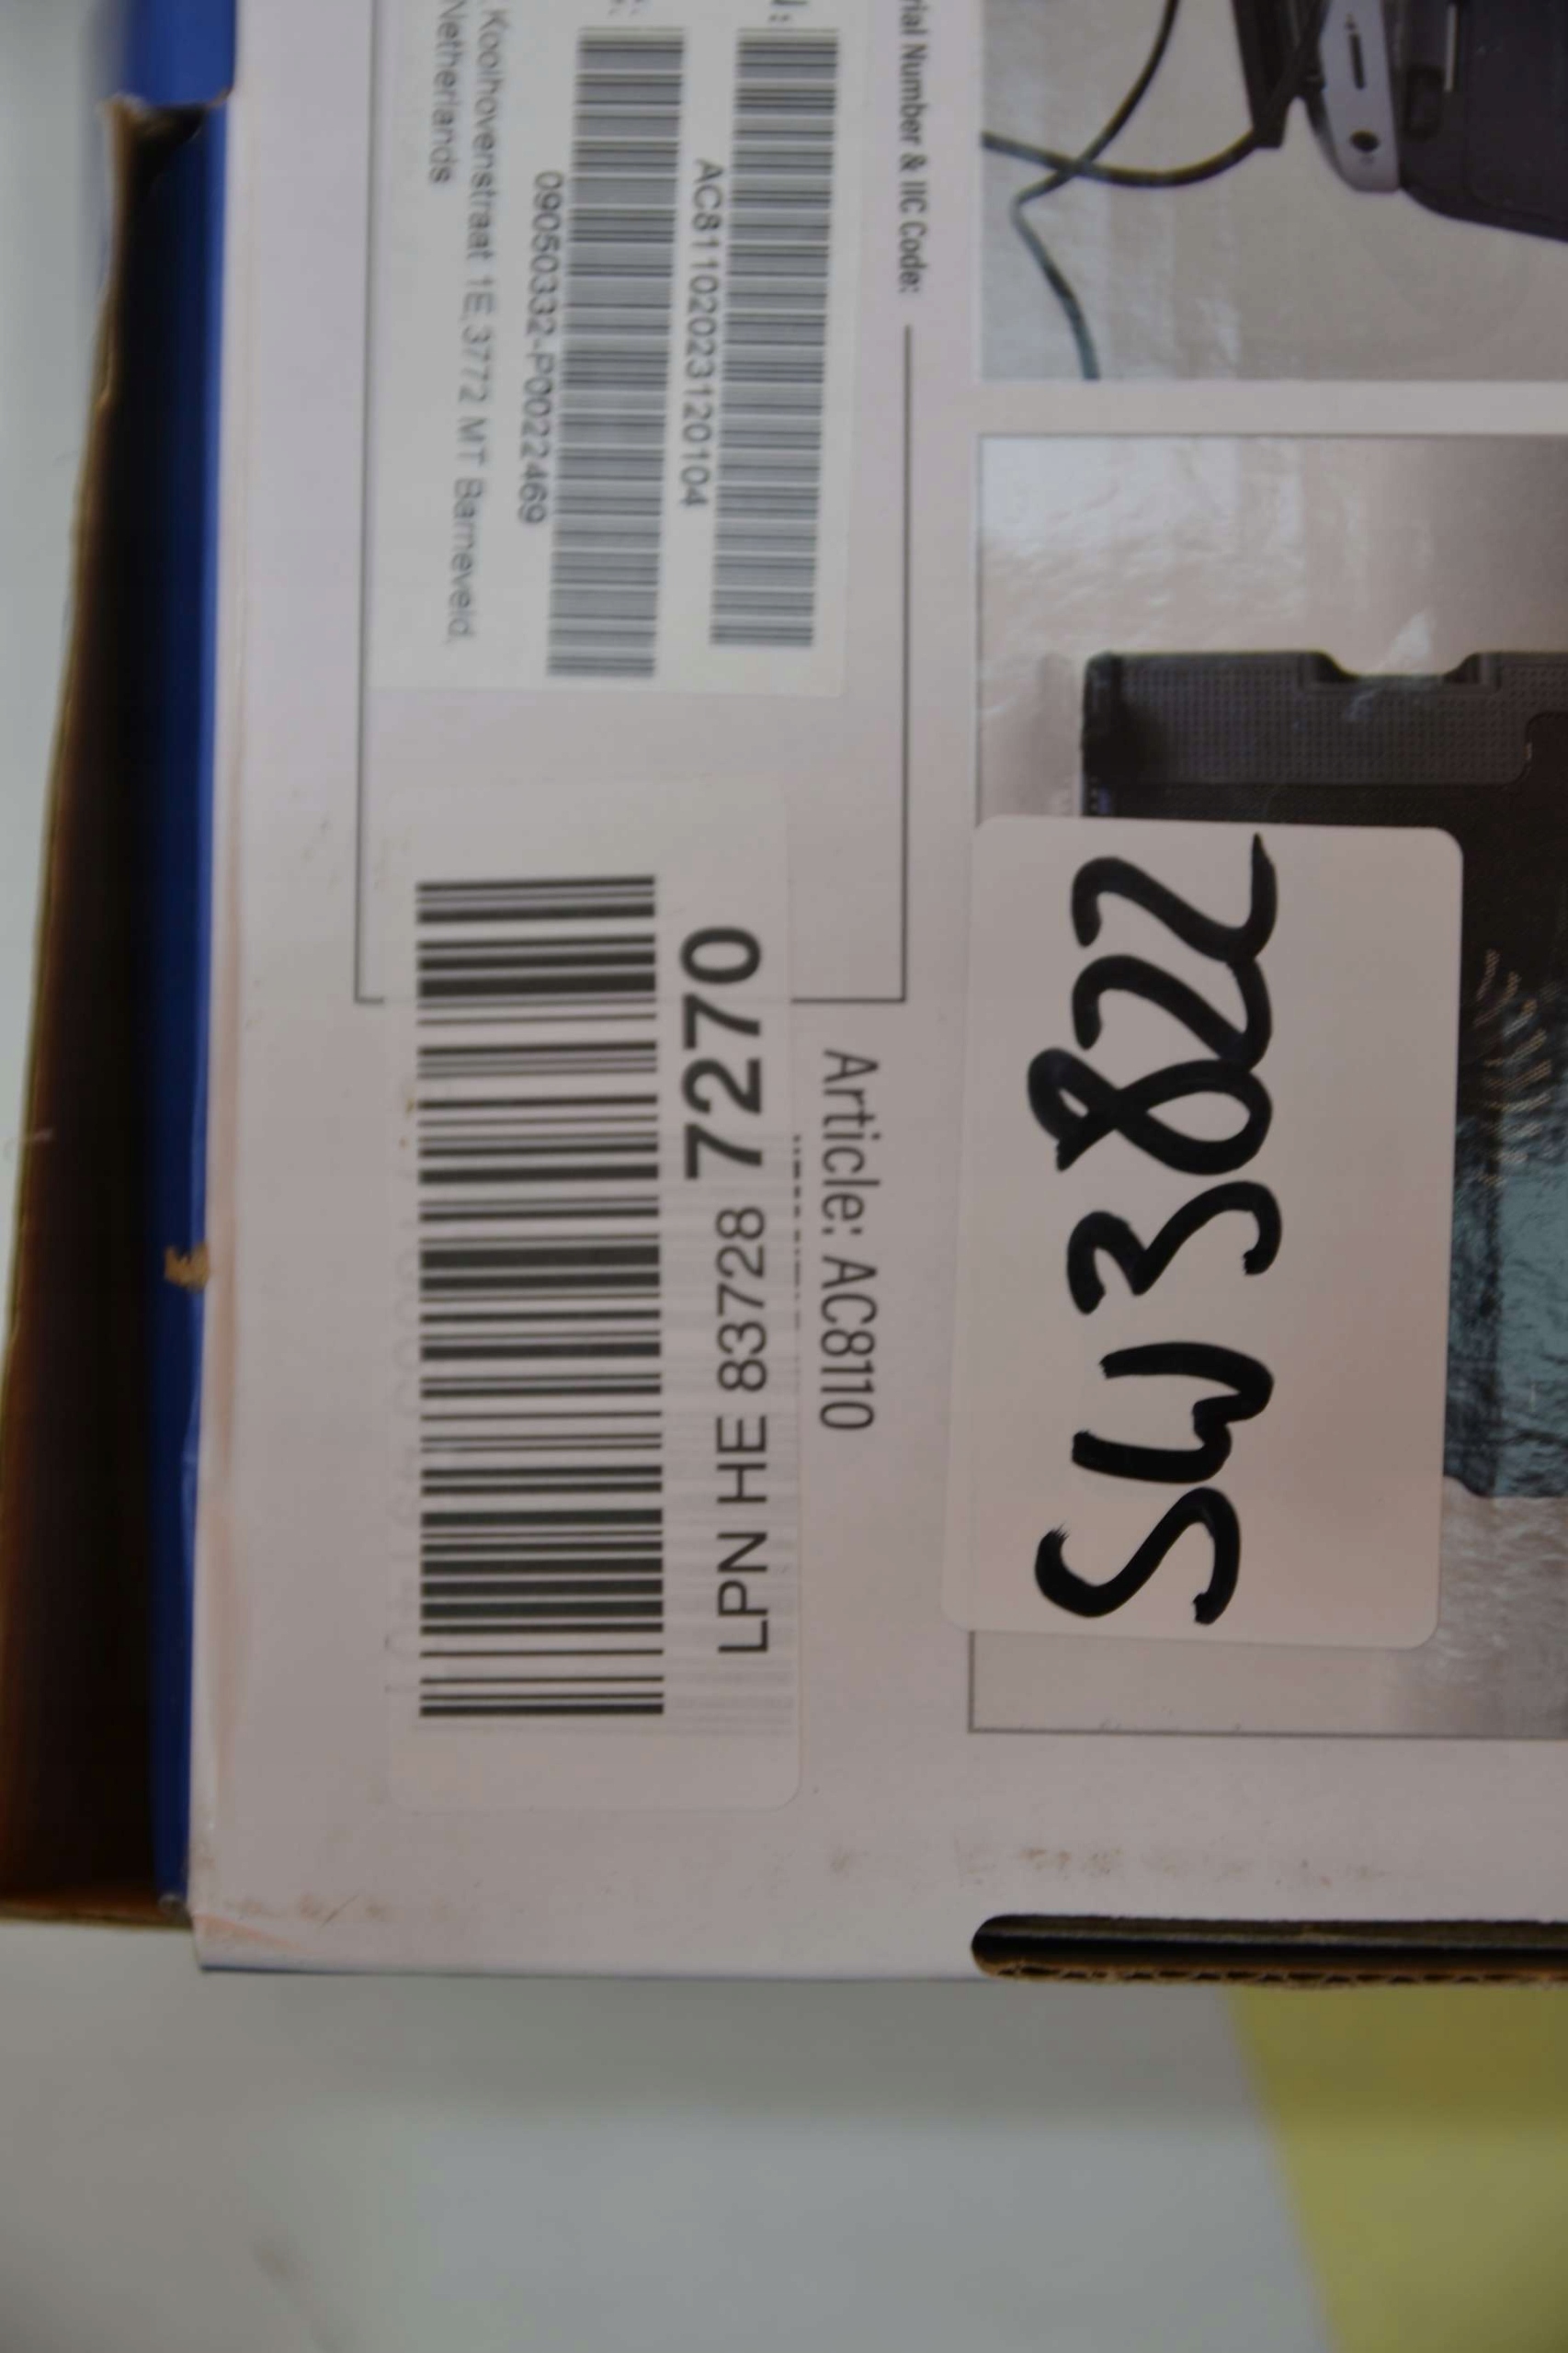 rial Number & IIC Code:
AC8110202312010​4
09050332-P0022469
Koolhovenstraat 1E,3772 MT Barneveld,
Netherlands
Article: AC8110
LPN HE 83728 7270
SW3822